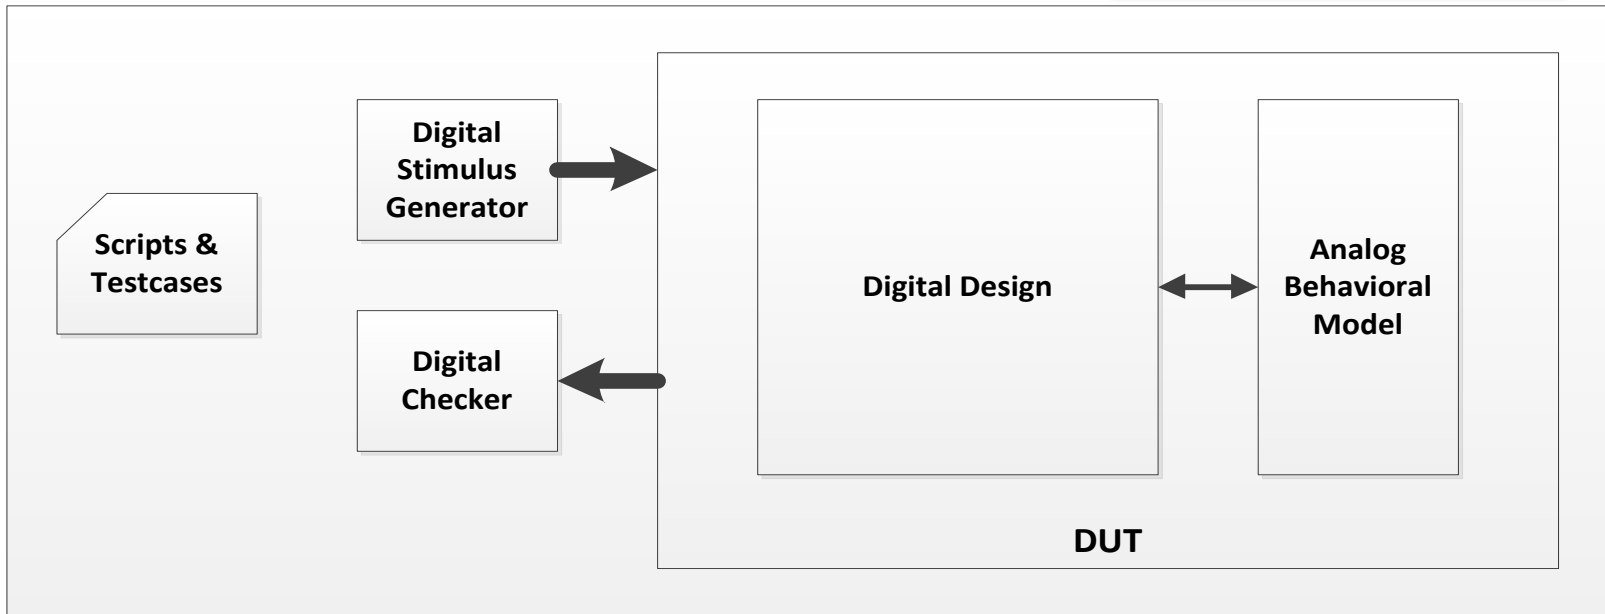 Scripts &
Testcases
Digital
Stimulus
Generator
Digital
Checker
Digital Design
Analog
Behavioral
Model
DUT